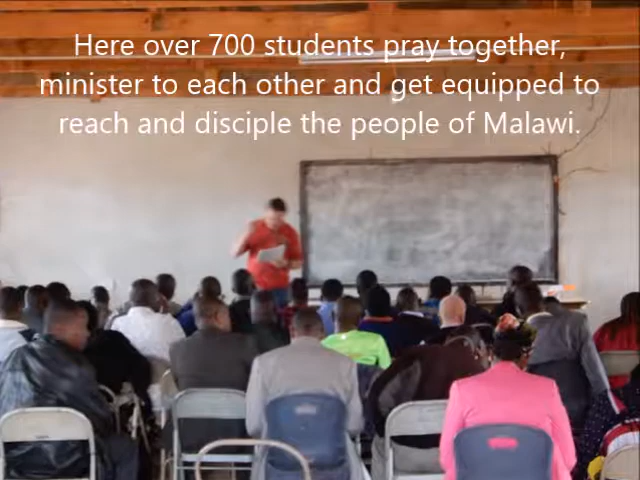 Here over 700 students pray together,
minister to each other and get equipped to
reach and disciple the people of Malawi.